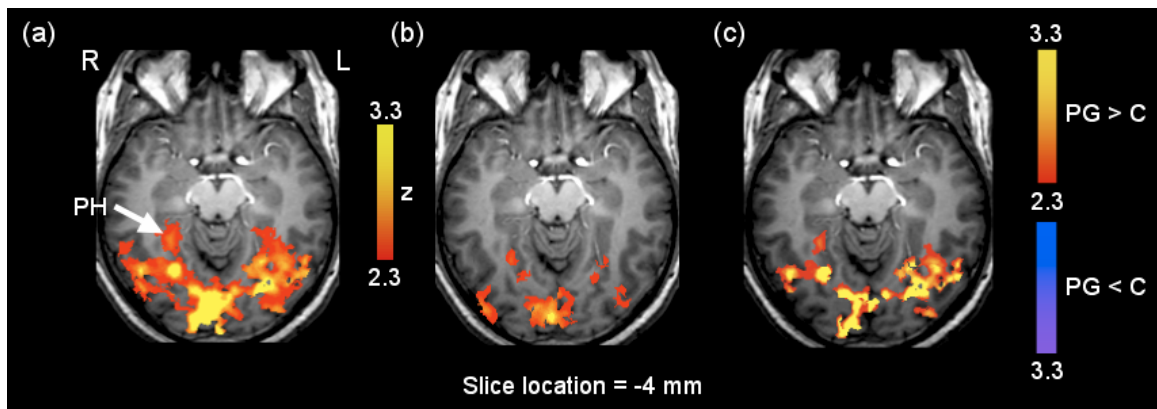 (a)
R
L
PH
3.3
z
2.3
(b)
(c)
3.3
PG > C
2.3
PG < C
3.3
Slice location = -4 mm